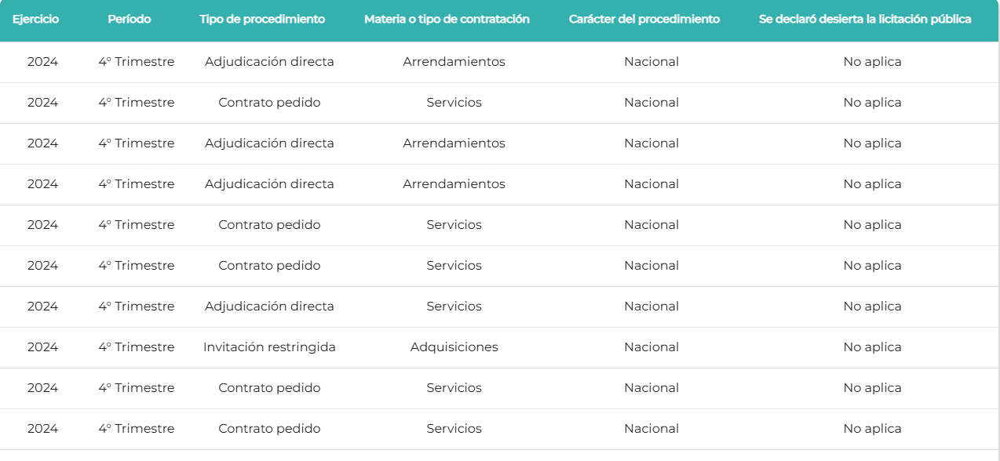 Ejercicio Período Tipo de procedimiento Materia o tipo de contratación Carácter del procedimiento Se declaró desierta la licitación pública
2024 4° Trimestre Adjudicación directa Arrendamientos Nacional No aplica
2024 4° Trimestre Contrato pedido Servicios Nacional No aplica
2024 4° Trimestre Adjudicación directa Arrendamientos Nacional No aplica
2024 4° Trimestre Adjudicación directa Arrendamientos Nacional No aplica
2024 4° Trimestre Contrato pedido Servicios Nacional No aplica
2024 4° Trimestre Contrato pedido Servicios Nacional No aplica
2024 4° Trimestre Adjudicación directa Servicios Nacional No aplica
2024 4° Trimestre Invitación restringida Adquisiciones Nacional No aplica
2024 4° Trimestre Contrato pedido Servicios Nacional No aplica
2024 4° Trimestre Contrato pedido Servicios Nacional No aplica